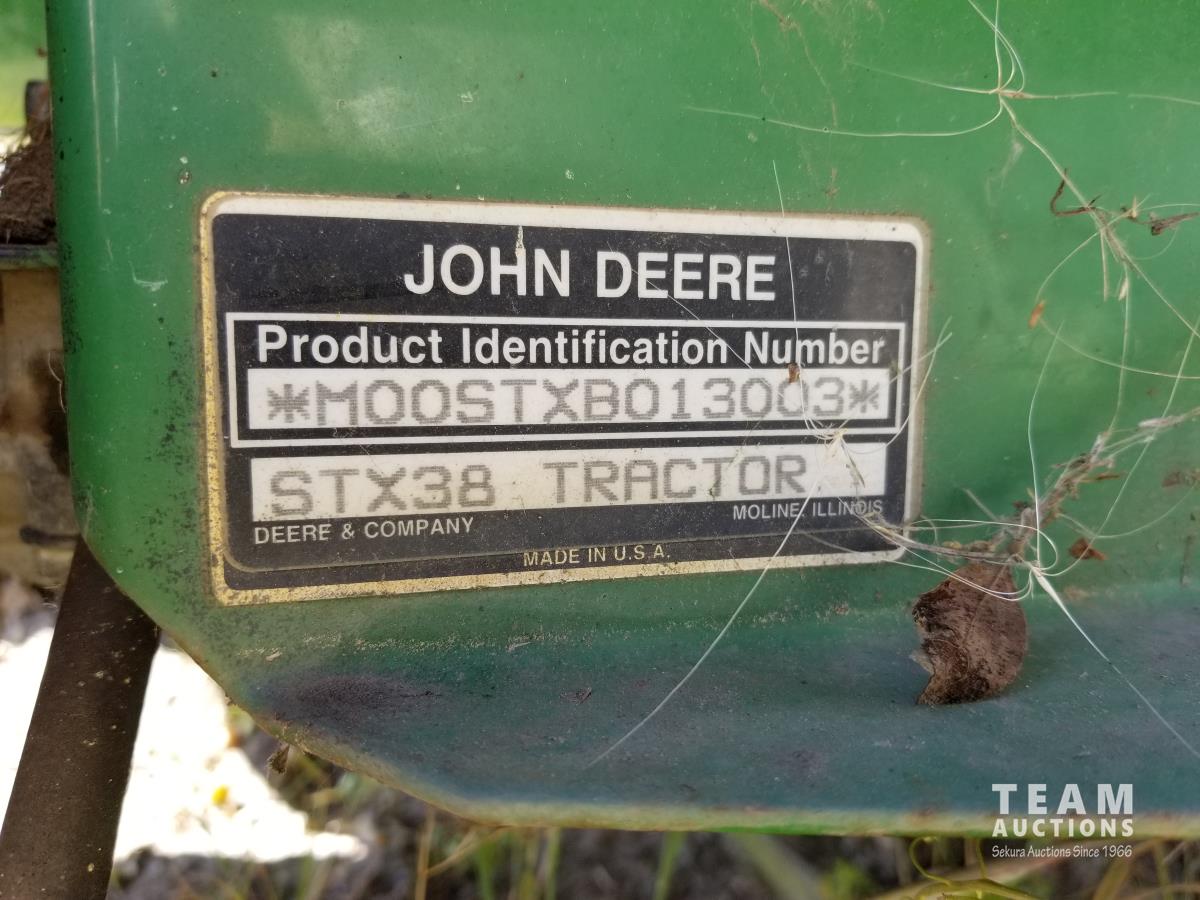 JOHN DEERE
Product Identification Number
*M00STXB013003*
STX38 TRACTOR
DEERE & COMPANY MOLINE, ILLINOIS
MADE IN U.S.A.
TEAM
AUCTIONS
Sekura Auctions Since 1966